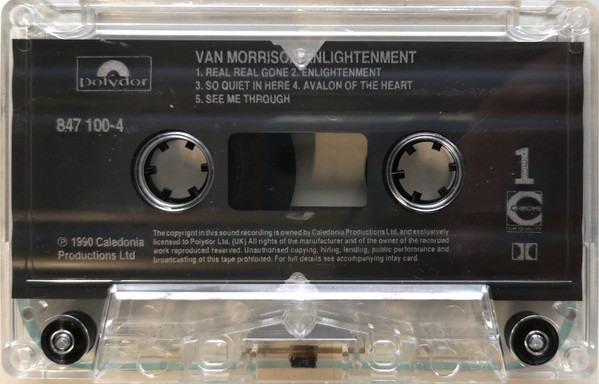 polydor
VAN MORRISON ENLIGHTENMENT
1. REAL REAL GONE 2. ENLIGHTENMENT
3. SO QUIET IN HERE 4. AVALON OF THE HEART
5. SEE ME THROUGH
847 100-4
1
℗ 1990 Caledonia
Productions Ltd
The copyright in this sound recording is owned by Caledonia Productions Ltd, and exclusively
licensed to Polydor Ltd. (UK) All rights of the manufacturer and of the owner of the recorded
work reproduced reserved. Unauthorised copying, hiring, lending, public performance and
broadcasting of this tape prohibited. For full details see accompanying inlay card.